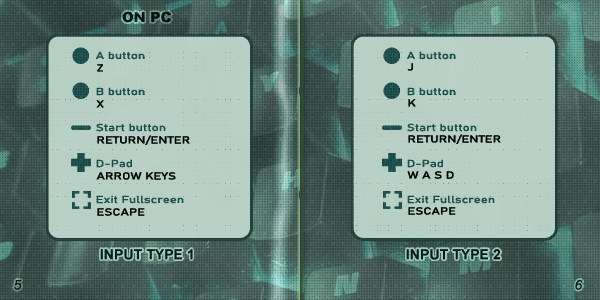 ON PC
A button
Z
B button
X
Start button
RETURN/ENTER
D-Pad
ARROW KEYS
Exit Fullscreen
ESCAPE
INPUT TYPE 1
5
A button
J
B button
K
Start button
RETURN/ENTER
D-Pad
W A S D
Exit Fullscreen
ESCAPE
INPUT TYPE 2
6